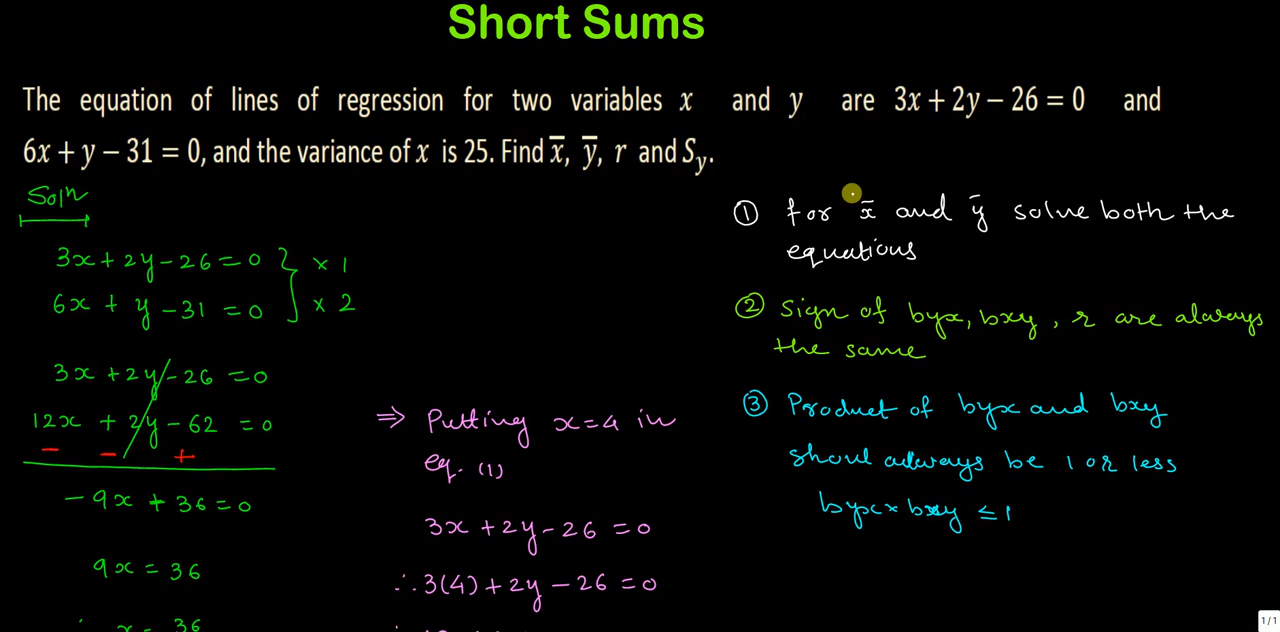 Short Sums
The equation of lines of regression for two variables x and y are 3x + 2y − 26 = 0 and
6x + y − 31 = 0, and the variance of x is 25. Find x̅, y̅, r and Sy.
Soln
3x + 2y − 26 = 0 } × 1
6x + y − 31 = 0 } × 2
3x + 2y − 26 = 0
12x + 2y − 62 = 0
− − +
−9x + 36 = 0
9x = 36
∴ x = 36
⇒ Putting x = 4 in
eq. (1)
3x + 2y − 26 = 0
∴ 3(4) + 2y − 26 = 0
① for x̅ and y̅ solve both the
equations
② Sign of byx, bxy, r are always
the same
③ Product of byx and bxy
shoul always be 1 or less
byx × bxy ≤ 1
1/1